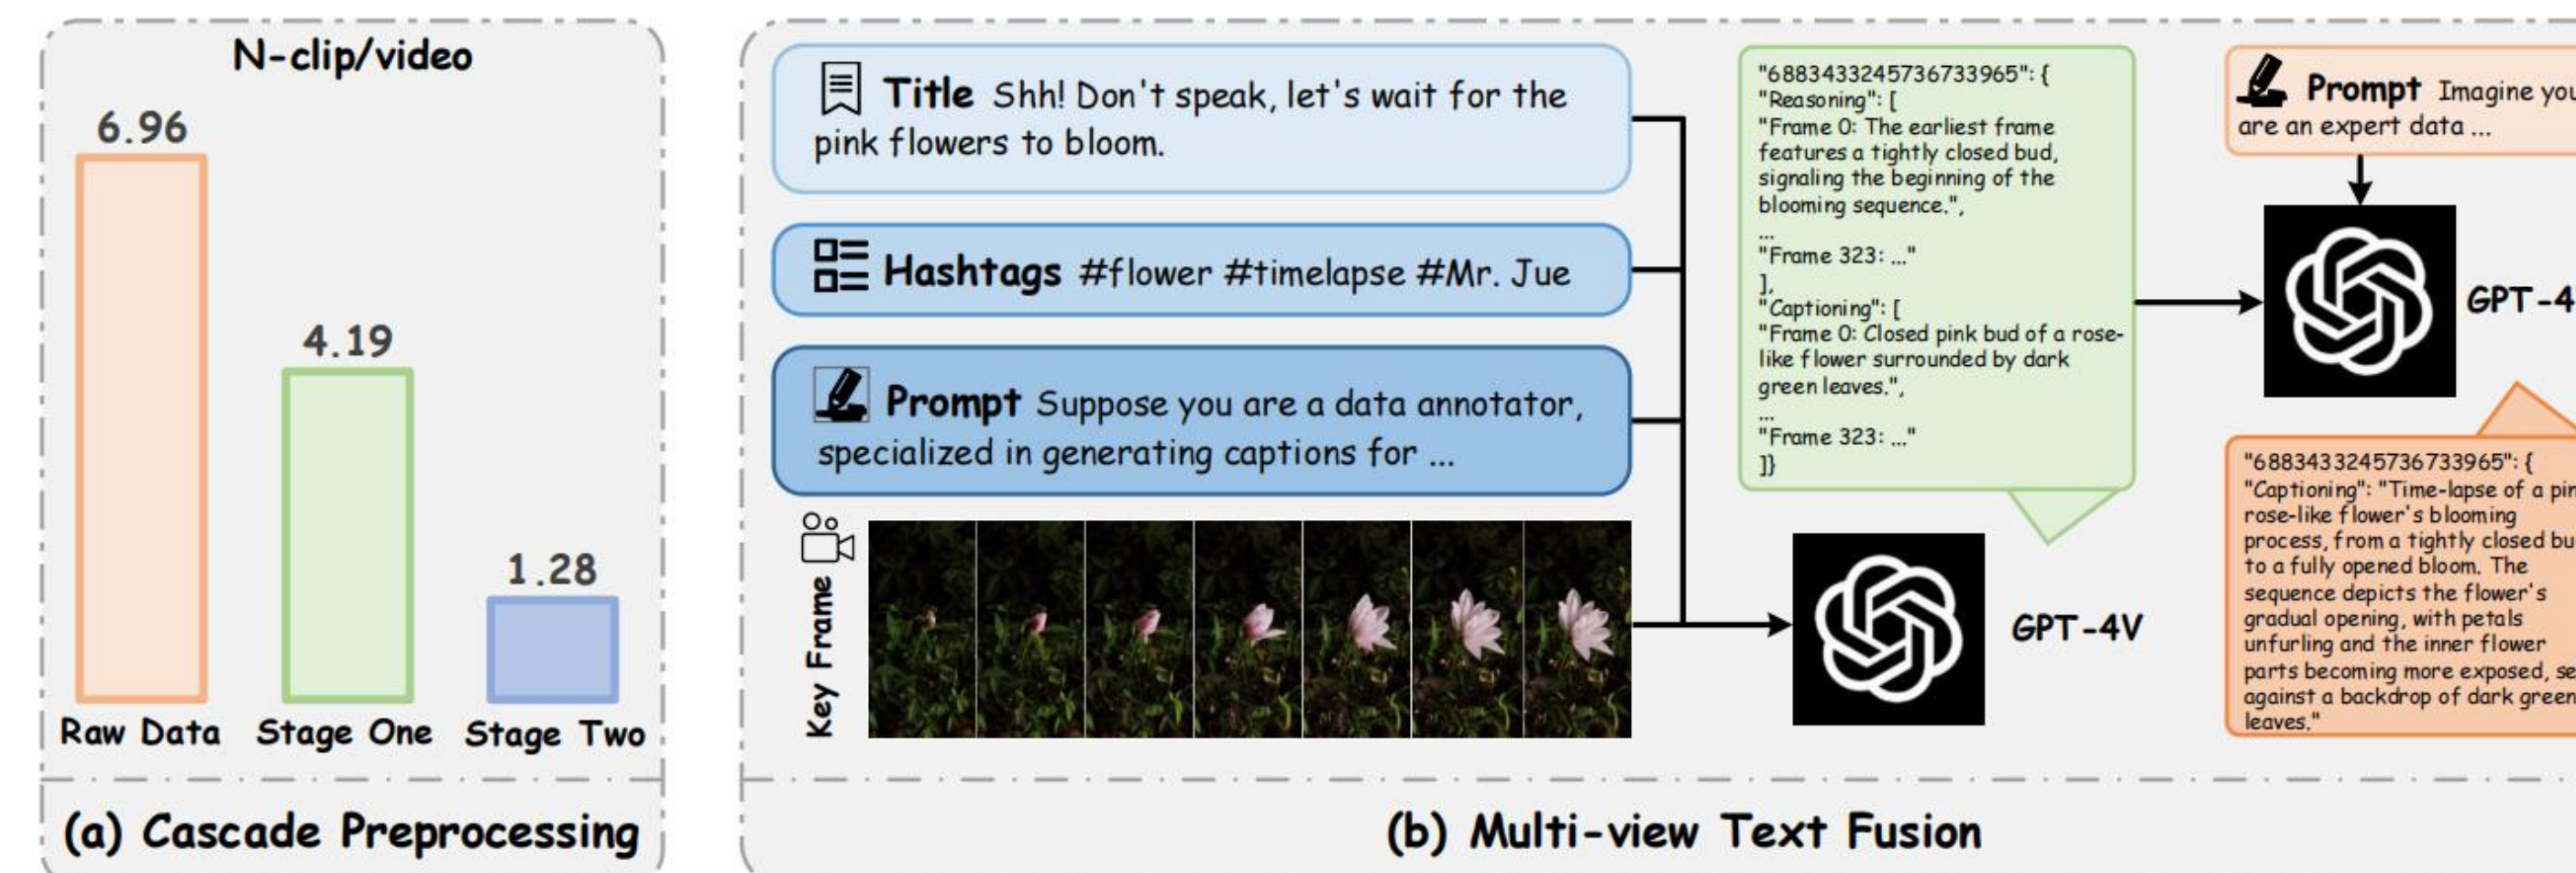 N-clip/video
6.96
4.19
1.28
Raw Data
Stage One
Stage Two
(a) Cascade Preprocessing
Title Shh! Don't speak, let's wait for the
pink flowers to bloom.
Hashtags #flower #timelapse #Mr. Jue
Prompt Suppose you are a data annotator,
specialized in generating captions for ...
Key Frame
"6883433245736733965": {
"Reasoning": [
"Frame 0: The earliest frame
features a tightly closed bud,
signaling the beginning of the
blooming sequence.",
...
"Frame 323: ..."
],
"Captioning": [
"Frame 0: Closed pink bud of a rose-
like flower surrounded by dark
green leaves.",
...
"Frame 323: ..."
]}
GPT-4V
Prompt Imagine you
are an expert data ...
GPT-4
"6883433245736733965": {
"Captioning": "Time-lapse of a
rose-like flower's blooming
process, from a tightly closed
to a fully opened bloom. The
sequence depicts the flower's
gradual opening, with petals
unfurling and the inner flower
parts becoming more exposed,
against a backdrop of dark green
leaves."
(b) Multi-view Text Fusion